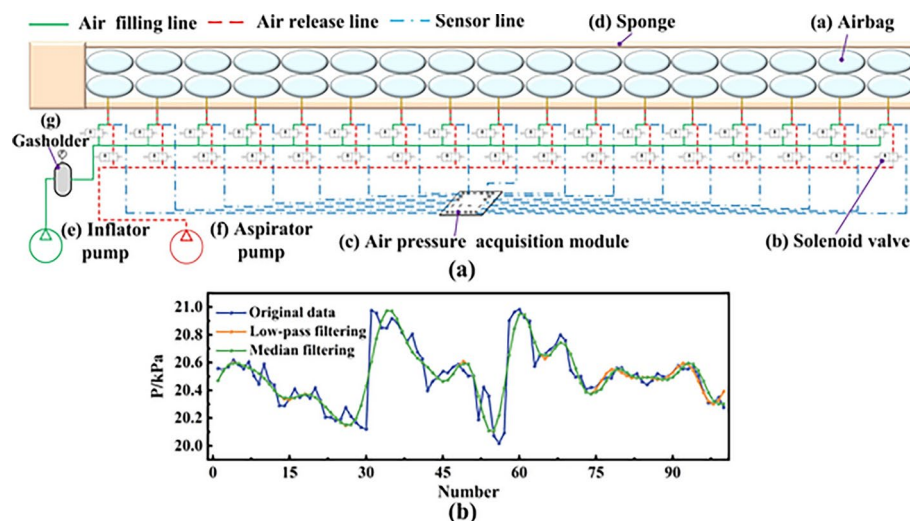 Air filling line Air release line Sensor line
(d) Sponge
(a) Airbag
(g)
Gasholder
(e) Inflator
pump
(f) Aspirator
pump
(c) Air pressure acquisition module
(b) Solenoid valve
(a)
21.0
20.8
20.6
20.4
20.2
20.0
P/kPa
Original data
Low-pass filtering
Median filtering
0 15 30 45 60 75 90
Number
(b)